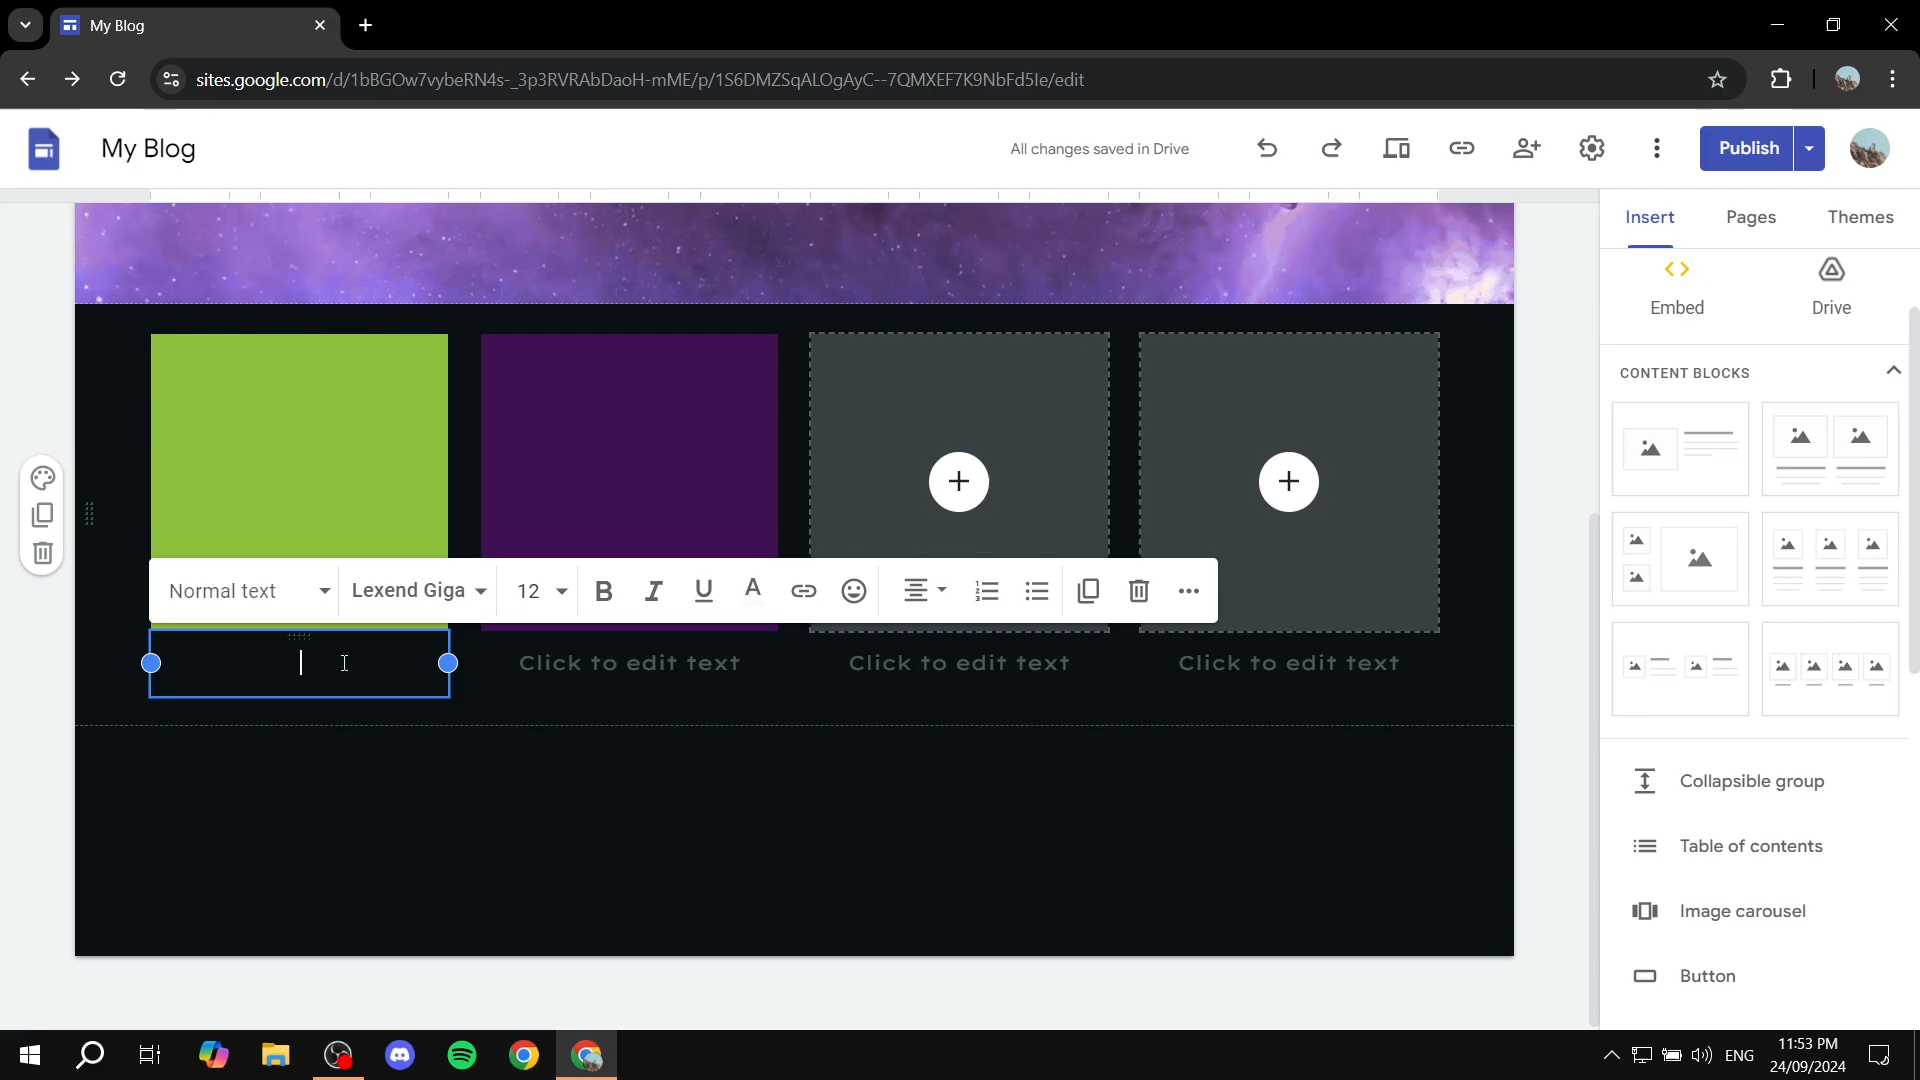 My Blog
sites.google.com/d/1bBGOw7vybeRN4s-_3p3RVRAbDaoH-mME/p/1S6DMZSqALOgAyC--7QMXEF7K9NbFd5Ie/edit
My Blog
All changes saved in Drive
Publish
Insert
Pages
Themes
Embed
Drive
CONTENT BLOCKS
Normal text
Lexend Giga
12
Click to edit text
Click to edit text
Click to edit text
Collapsible group
Table of contents
Image carousel
Button
ENG
11:53 PM
24/09/2024